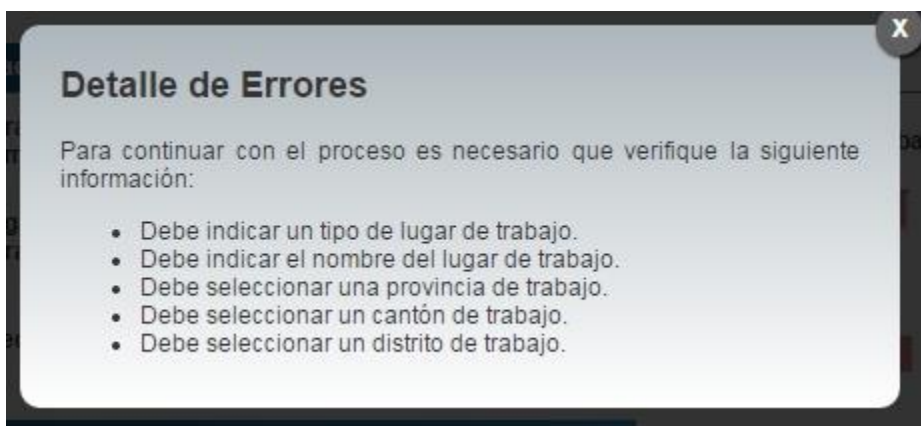 X
Detalle de Errores
Para continuar con el proceso es necesario que verifique la siguiente
información:
• Debe indicar un tipo de lugar de trabajo.
• Debe indicar el nombre del lugar de trabajo.
• Debe seleccionar una provincia de trabajo.
• Debe seleccionar un cantón de trabajo.
• Debe seleccionar un distrito de trabajo.